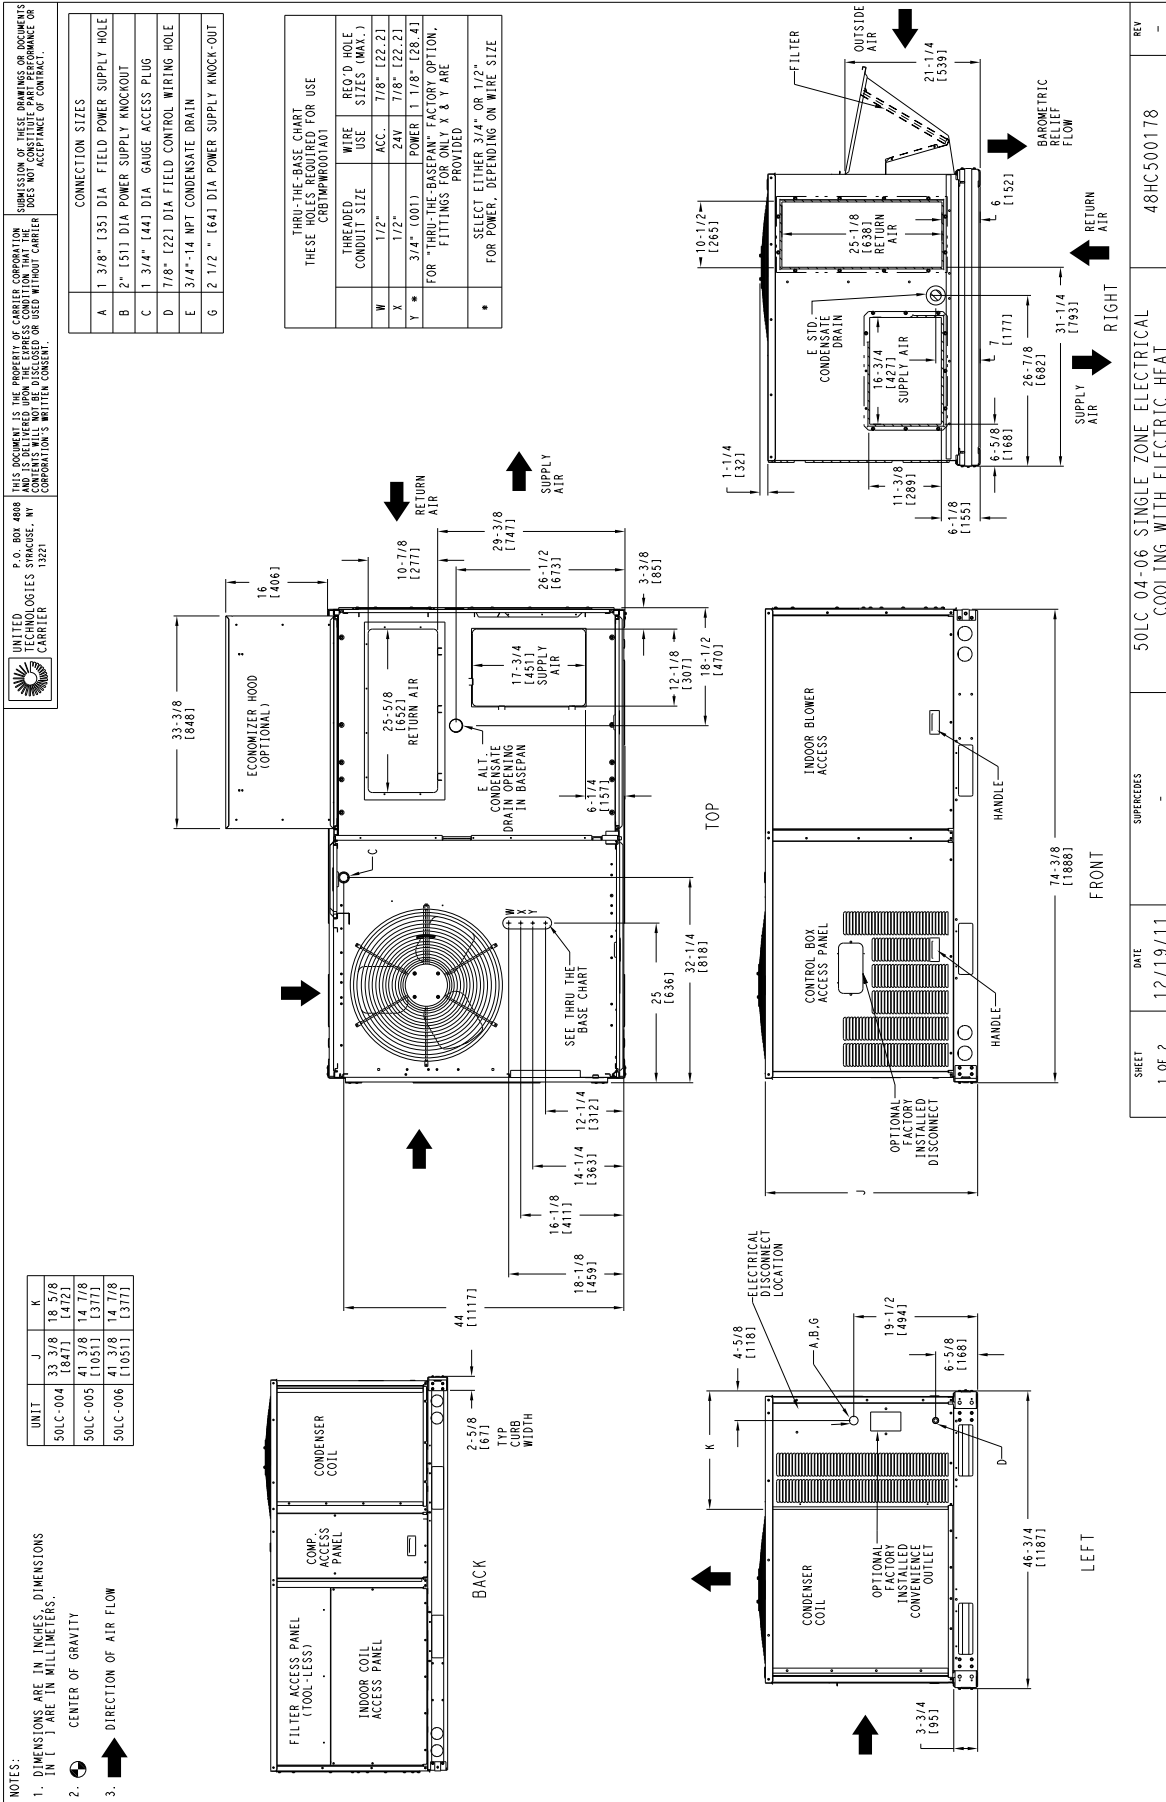 NOTES:
1. DIMENSIONS ARE IN INCHES, DIMENSIONS
IN [ ] ARE IN MILLIMETERS.
2. CENTER OF GRAVITY
3. DIRECTION OF AIR FLOW
UNIT J K
50LC-004 33 3/8 [847] 18 5/8 [472]
50LC-005 41 3/8 [1051] 14 7/8 [377]
50LC-006 41 3/8 [1051] 14 7/8 [377]
UNITED
TECHNOLOGIES
CARRIER
P.O. BOX 4808
SYRACUSE, NY
13221
THIS DOCUMENT IS THE PROPERTY OF CARRIER CORPORATION
AND IS DELIVERED UPON THE EXPRESS CONDITION THAT THE
CONTENTS WILL NOT BE DISCLOSED OR USED WITHOUT CARRIER
CORPORATION'S WRITTEN CONSENT.
SUBMISSION OF THESE DRAWINGS OR DOCUMENTS
DOES NOT CONSTITUTE PART PERFORMANCE OR
ACCEPTANCE OF CONTRACT.
CONNECTION SIZES
A 1 3/8" [35] DIA FIELD POWER SUPPLY HOLE
B 2" [51] DIA POWER SUPPLY KNOCKOUT
C 1 3/4" [44] DIA GAUGE ACCESS PLUG
D 7/8" [22] DIA FIELD CONTROL WIRING HOLE
E 3/4"-14 NPT CONDENSATE DRAIN
G 2 1/2 " [64] DIA POWER SUPPLY KNOCK-OUT
THRU-THE-BASE CHART
THESE HOLES REQUIRED FOR USE
CRBTMPWR001A01
THREADED
CONDUIT SIZE
WIRE
USE
REQ'D HOLE
SIZES (MAX.)
W 1/2" ACC. 7/8" [22.2]
X 1/2" 24V 7/8" [22.2]
Y * 3/4" (001) POWER 1 1/8" [28.4]
FOR "THRU-THE-BASEPAN" FACTORY OPTION,
FITTINGS FOR ONLY X & Y ARE
PROVIDED
* SELECT EITHER 3/4" OR 1/2"
FOR POWER, DEPENDING ON WIRE SIZE
FILTER ACCESS PANEL
(TOOL-LESS)
INDOOR COIL
ACCESS PANEL
COMP.
ACCESS
PANEL
CONDENSER
COIL
2-5/8
[67]
TYP
CURB
WIDTH
BACK
33-3/8
[848]
16
[406]
ECONOMIZER HOOD
(OPTIONAL)
C
25-5/8
[652]
RETURN AIR
10-7/8
[277]
RETURN
AIR
SUPPLY
AIR
29-3/8
[747]
26-1/2
[673]
3-3/8
[85]
17-3/4
[451]
SUPPLY
AIR
12-1/8
[307]
18-1/2
[470]
E ALT.
CONDENSATE
DRAIN OPENING
IN BASEPAN
6-1/4
[157]
W
X
Y
SEE THRU THE
BASE CHART
25
[636]
32-1/4
[818]
12-1/4
[312]
14-1/4
[363]
16-1/8
[411]
18-1/8
[459]
44
[1117]
TOP
FILTER
OUTSIDE
AIR
21-1/4
[539]
BAROMETRIC
RELIEF
FLOW
10-1/2
[265]
25-1/8
[638]
RETURN
AIR
6
[152]
RETURN
AIR
E STD.
CONDENSATE
DRAIN
16-3/4
[427]
SUPPLY AIR
7
[177]
31-1/4
[793]
26-7/8
[682]
6-5/8
[168]
SUPPLY
AIR
1-1/4
[32]
11-3/8
[289]
6-1/8
[155]
RIGHT
CONDENSER
COIL
OPTIONAL
FACTORY
INSTALLED
CONVENIENCE
OUTLET
K
4-5/8
[118]
ELECTRICAL
DISCONNECT
LOCATION
A,B,G
19-1/2
[494]
6-5/8
[168]
D
46-3/4
[1187]
3-3/4
[95]
LEFT
J
OPTIONAL
FACTORY
INSTALLED
DISCONNECT
CONTROL BOX
ACCESS PANEL
HANDLE
INDOOR BLOWER
ACCESS
HANDLE
74-3/8
[1888]
FRONT
SHEET
1 OF 2
DATE
12/19/11
SUPERCEDES
-
50LC 04-06 SINGLE ZONE ELECTRICAL
COOLING WITH ELECTRIC HEAT
48HC500178
REV
-